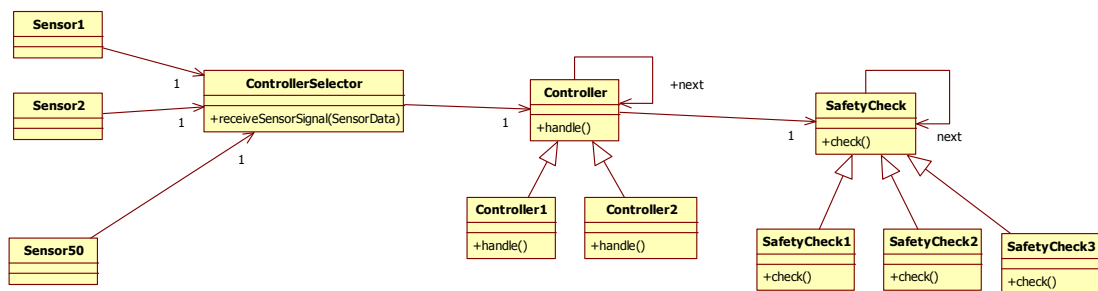 Sensor1
1
Sensor2
1
Sensor50
1
ControllerSelector
+receiveSensorSignal(SensorData)
1
Controller
+handle()
+next
Controller1
+handle()
Controller2
+handle()
1
SafetyCheck
+check()
next
SafetyCheck1
+check()
SafetyCheck2
+check()
SafetyCheck3
+check()